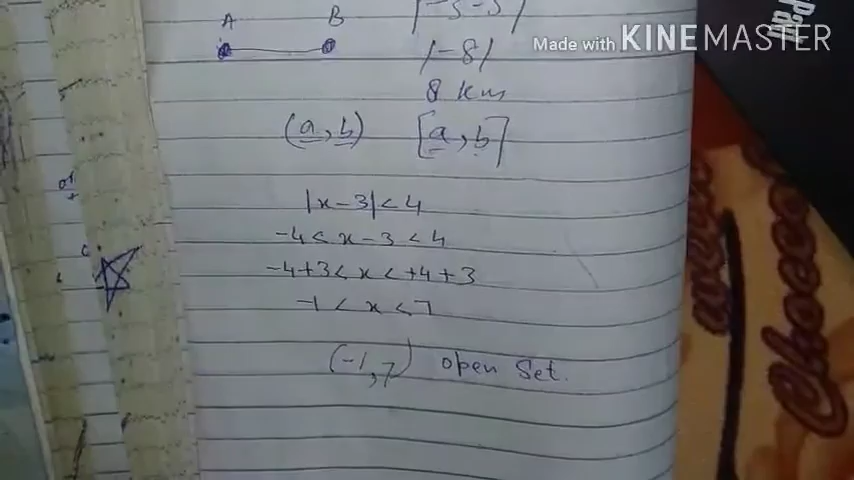 A B |-5-3|
Made with KINEMASTER
|-8|
8 Km
(a, b) [a, b]
|x-3|<4
-4<x-3<4
-4+3<x<+4+3
-1<x<7
(-1,7) open Set.
Choco